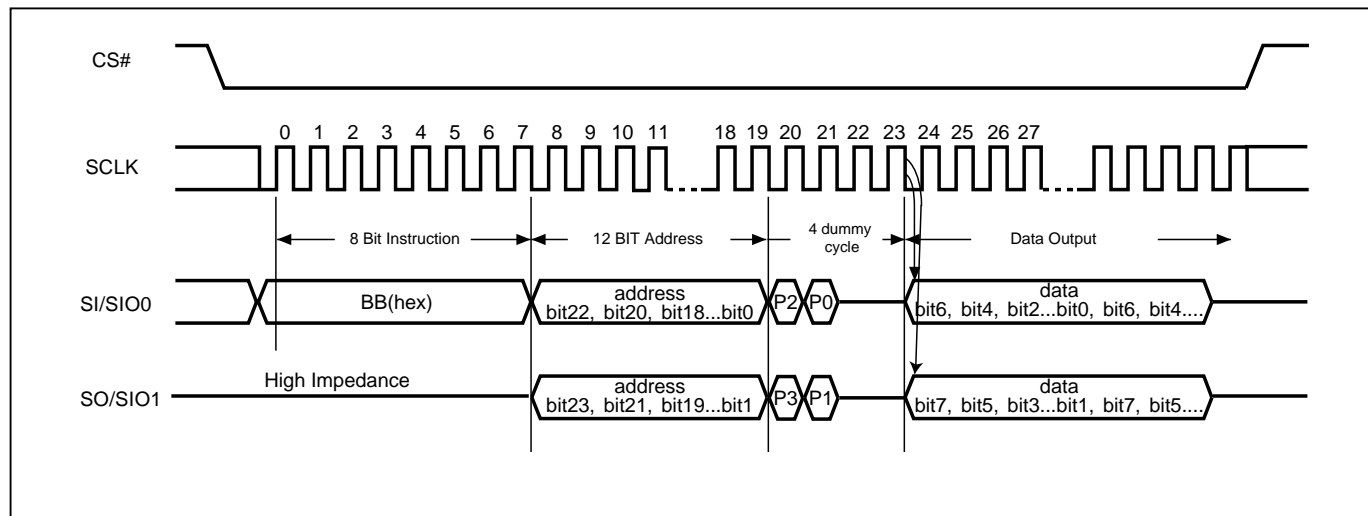 CS#
0 1 2 3 4 5 6 7 8 9 10 11 18 19 20 21 22 23 24 25 26 27
SCLK
8 Bit Instruction
12 BIT Address
4 dummy
cycle
Data Output
SI/SIO0
BB(hex)
address
bit22, bit20, bit18...bit0
P2
P0
data
bit6, bit4, bit2...bit0, bit6, bit4....
High Impedance
SO/SIO1
address
bit23, bit21, bit19...bit1
P3
P1
data
bit7, bit5, bit3...bit1, bit7, bit5....